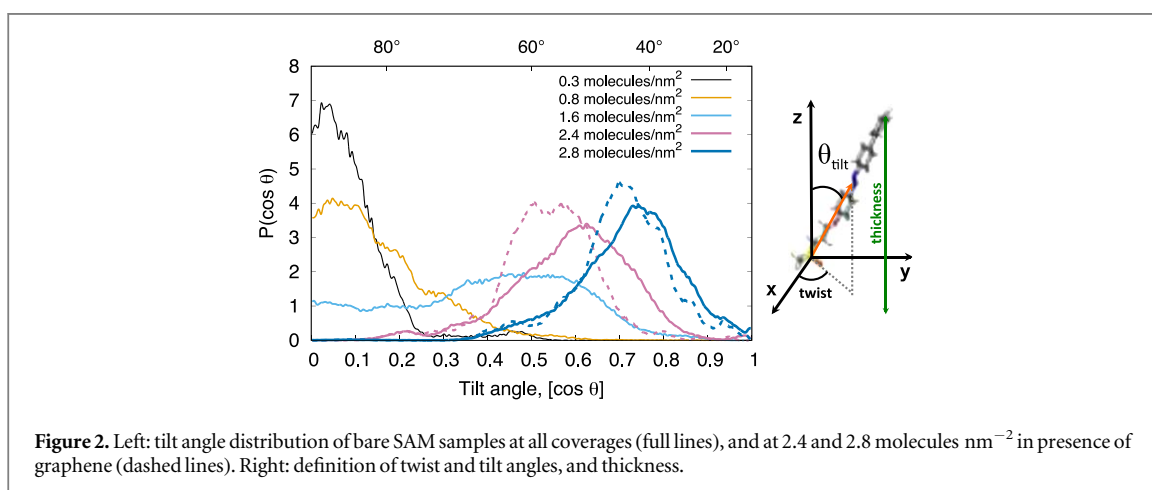 80° 60° 40° 20°
8
7
6
5
4
3
2
1
0
P(cos θ)
0.3 molecules/nm²
0.8 molecules/nm²
1.6 molecules/nm²
2.4 molecules/nm²
2.8 molecules/nm²
0 0.1 0.2 0.3 0.4 0.5 0.6 0.7 0.8 0.9 1
Tilt angle, [cos θ]
z
θtilt
thickness
y
x
twist
Figure 2. Left: tilt angle distribution of bare SAM samples at all coverages (full lines), and at 2.4 and 2.8 molecules nm⁻² in presence of
graphene (dashed lines). Right: definition of twist and tilt angles, and thickness.